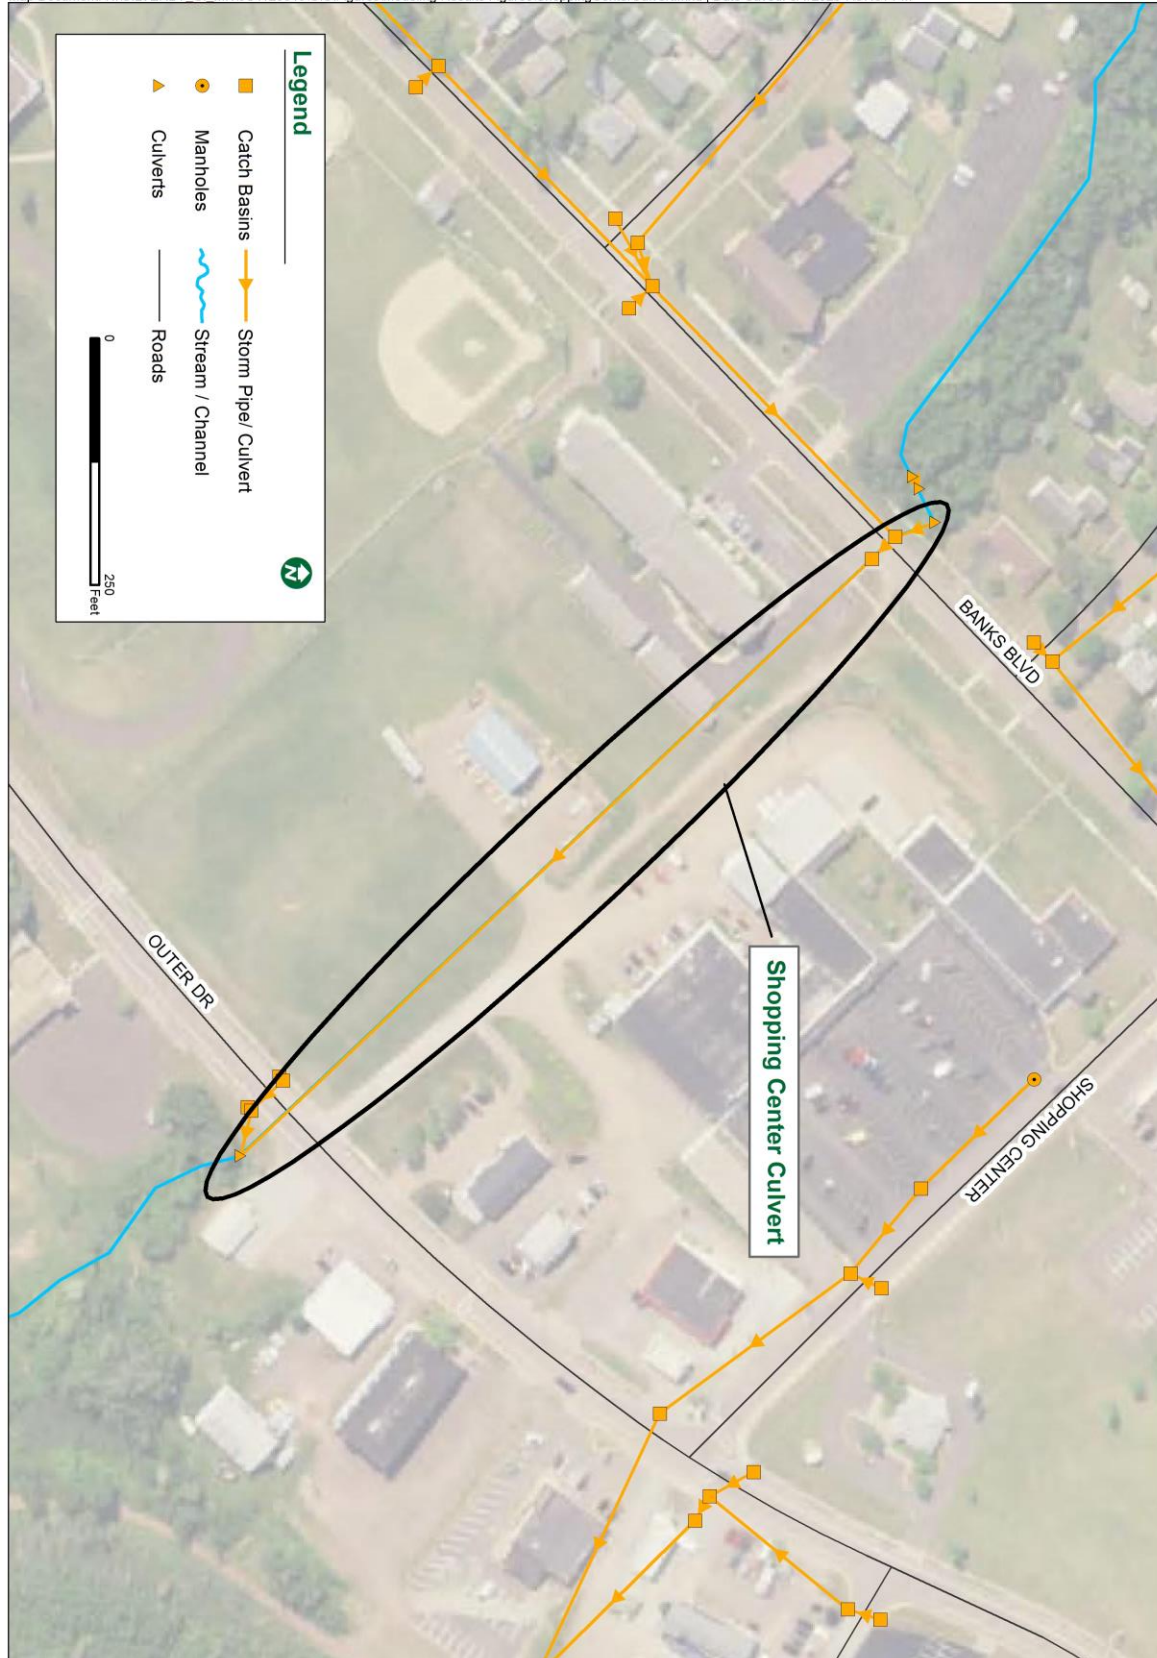 Legend
Catch Basins
Storm Pipe/ Culvert
Manholes
Stream / Channel
Culverts
Roads
0
250
Feet
N
BANKS BLVD
Shopping Center Culvert
SHOPPING CENTER
OUTER DR